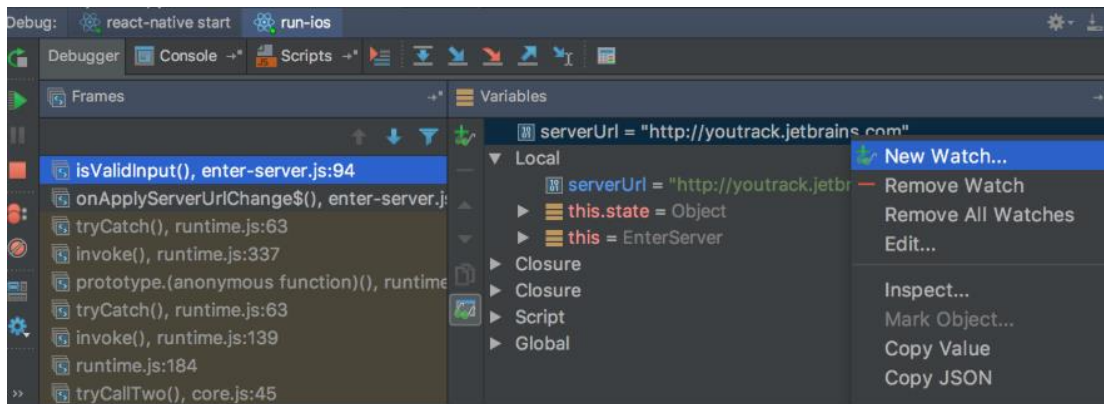 Debug: react-native start run-ios
Debugger Console Scripts
Frames
Variables
isValidInput(), enter-server.js:94
onApplyServerUrlChange$(), enter-server.j
tryCatch(), runtime.js:63
invoke(), runtime.js:337
prototype.(anonymous function)(), runtime
tryCatch(), runtime.js:63
invoke(), runtime.js:139
runtime.js:184
tryCallTwo(), core.js:45
serverUrl = "http://youtrack.jetbrains.com"
Local
serverUrl = "http://youtrack.jetbr
this.state = Object
this = EnterServer
Closure
Closure
Script
Global
New Watch...
Remove Watch
Remove All Watches
Edit...
Inspect...
Mark Object...
Copy Value
Copy JSON